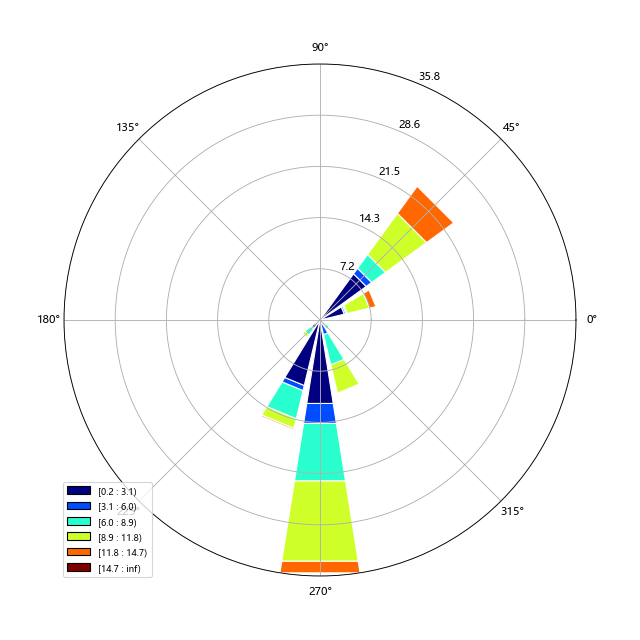 90°
35.8
28.6
135°
45°
21.5
14.3
7.2
180°
0°
[0.2 : 3.1)
[3.1 : 6.0)
225°
[6.0 : 8.9)
[8.9 : 11.8)
[11.8 : 14.7)
[14.7 : inf)
315°
270°